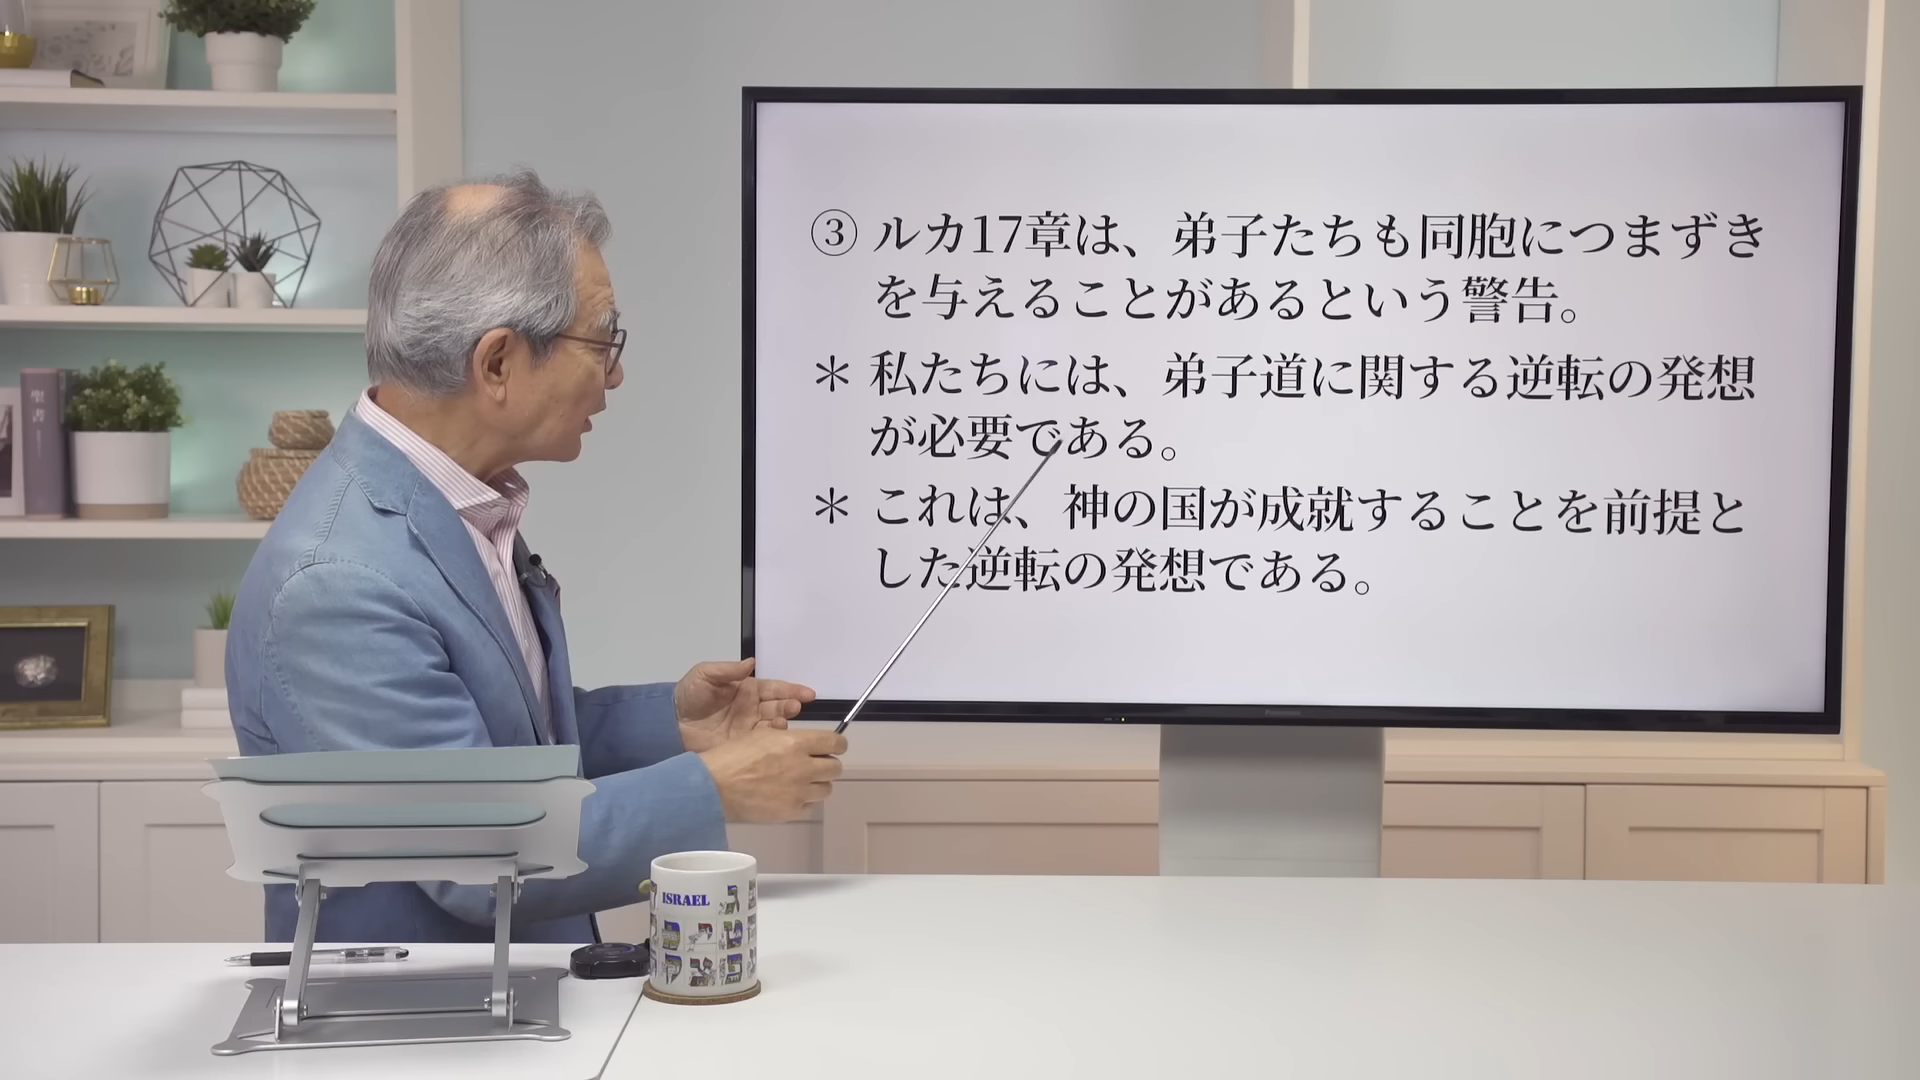 ③ ルカ17章は、弟子たちも同胞につまずき
を与えることがあるという警告。
＊ 私たちには、弟子道に関する逆転の発想
が必要である。
＊ これは、神の国が成就することを前提と
した逆転の発想である。
聖書
ISRAEL